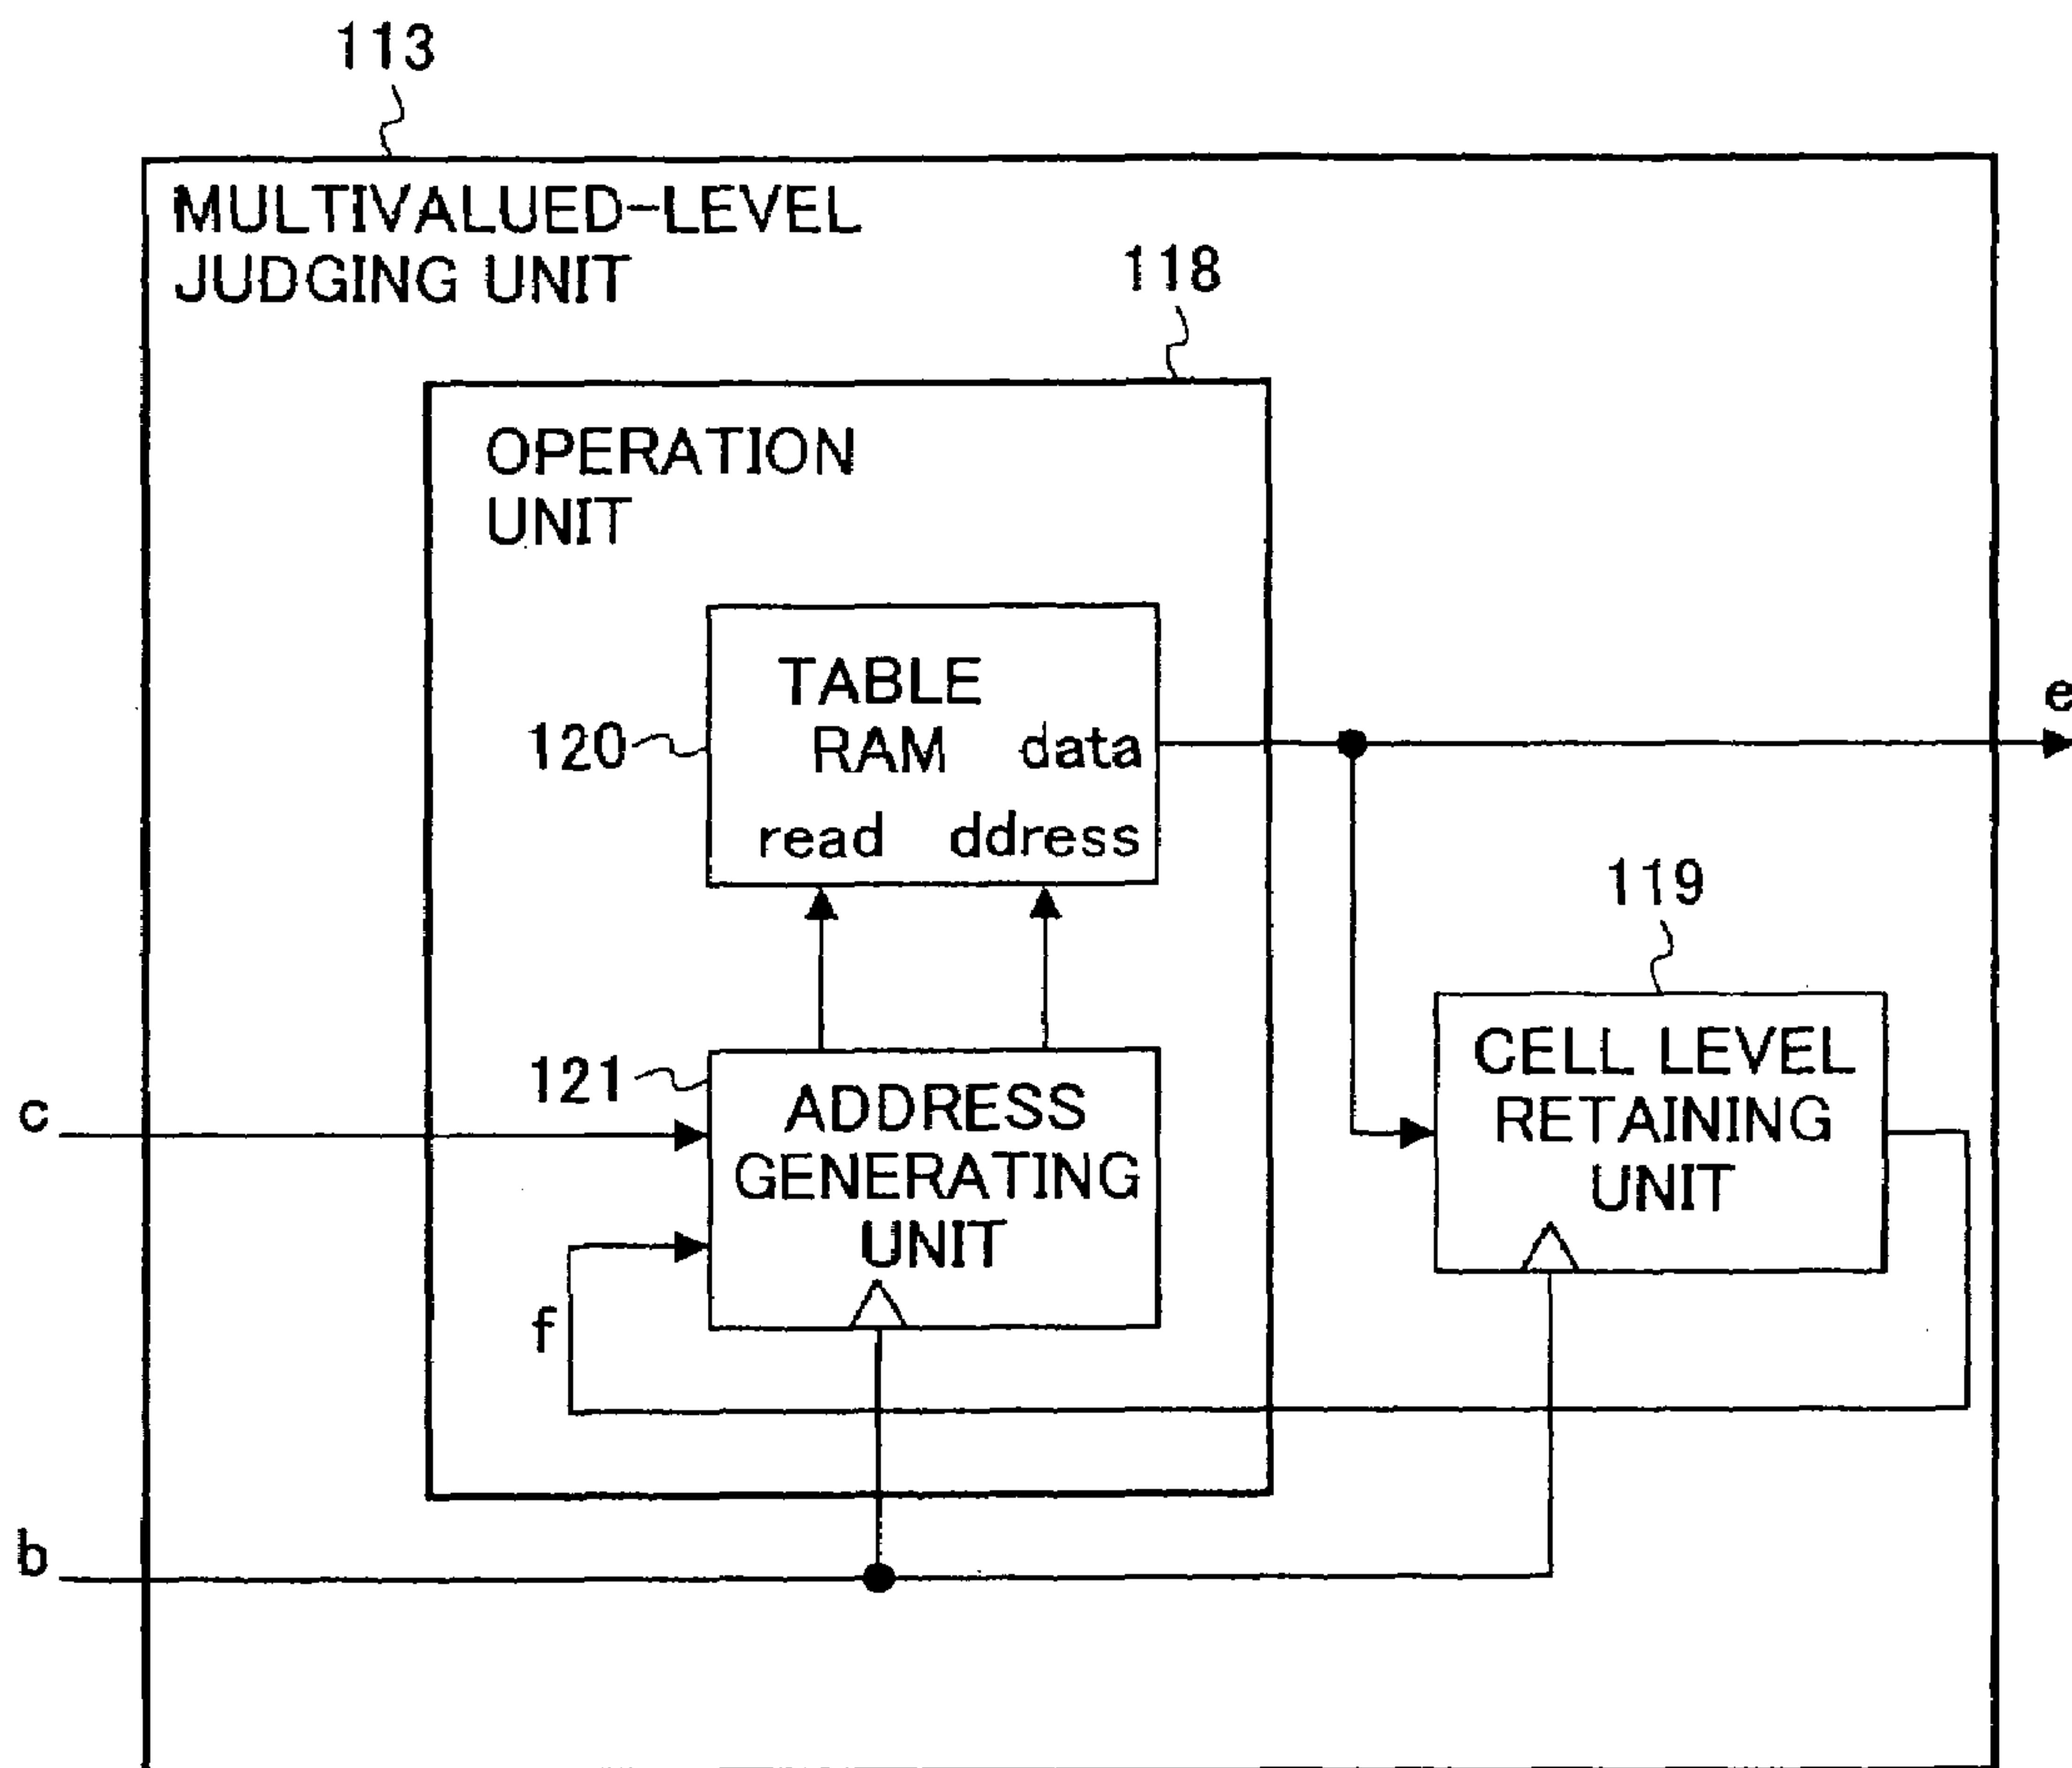 113
MULTIVALUED-LEVEL
JUDGING UNIT
118
OPERATION
UNIT
TABLE
RAM data
120
read ddress
e
119
121
ADDRESS
GENERATING
UNIT
CELL LEVEL
RETAINING
UNIT
c
f
b